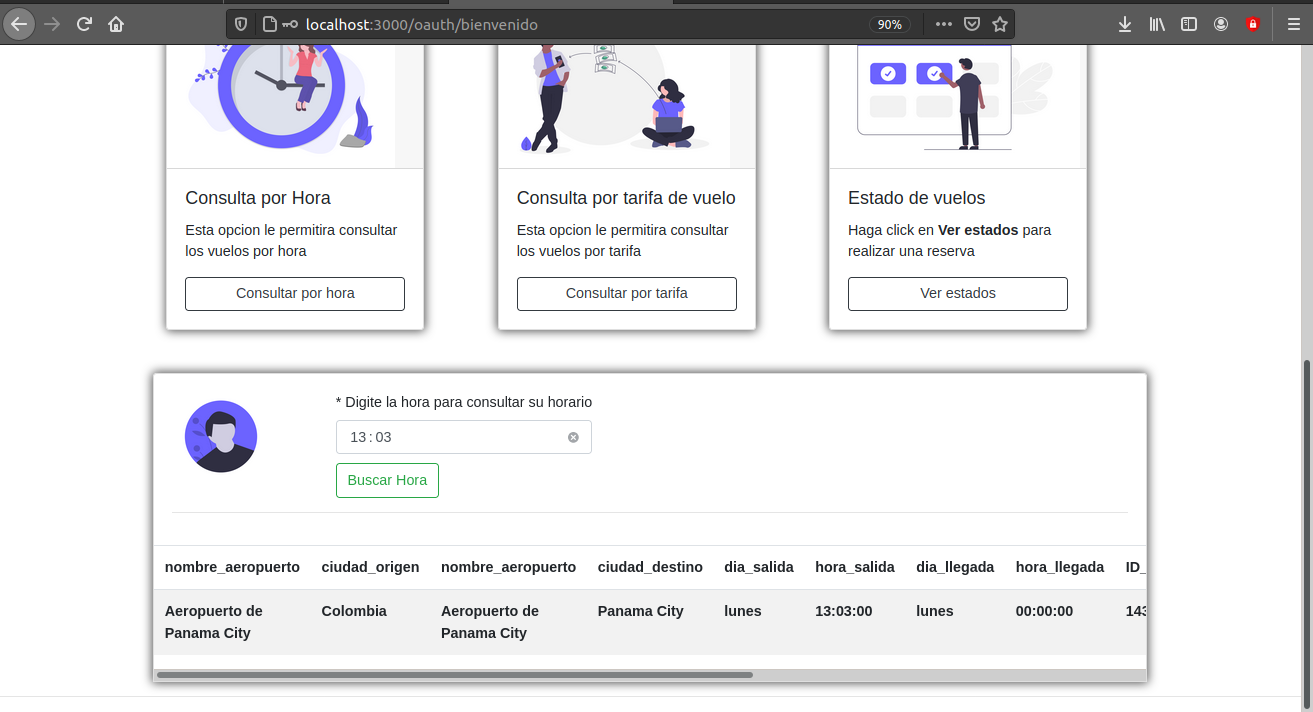 localhost:3000/oauth/bienvenido
90%
Consulta por Hora
Esta opcion le permitira consultar
los vuelos por hora
Consultar por hora
Consulta por tarifa de vuelo
Esta opcion le permitira consultar
los vuelos por tarifa
Consultar por tarifa
Estado de vuelos
Haga click en Ver estados para
realizar una reserva
Ver estados
* Digite la hora para consultar su horario
13:03
Buscar Hora
nombre_aeropuerto ciudad_origen nombre_aeropuerto ciudad_destino dia_salida hora_salida dia_llegada hora_llegada ID_
Aeropuerto de Colombia Aeropuerto de Panama City lunes 13:03:00 lunes 00:00:00 143
Panama City Panama City